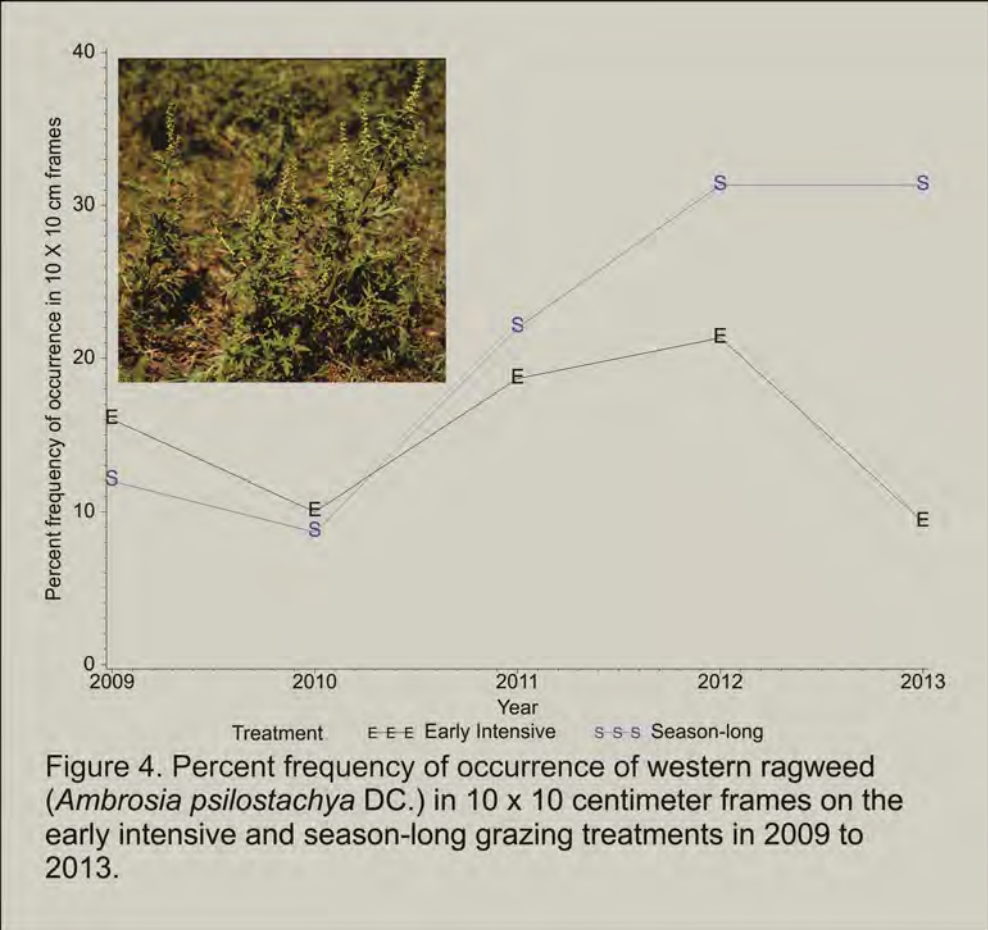 40
30
20
10
0
Percent frequency of occurrence in 10 X 10 cm frames
E
S
E
S
S
E
S
E
S
E
2009 2010 2011 2012 2013
Year
Treatment E E E Early Intensive S S S Season-long
Figure 4. Percent frequency of occurrence of western ragweed
(Ambrosia psilostachya DC.) in 10 x 10 centimeter frames on the
early intensive and season-long grazing treatments in 2009 to
2013.